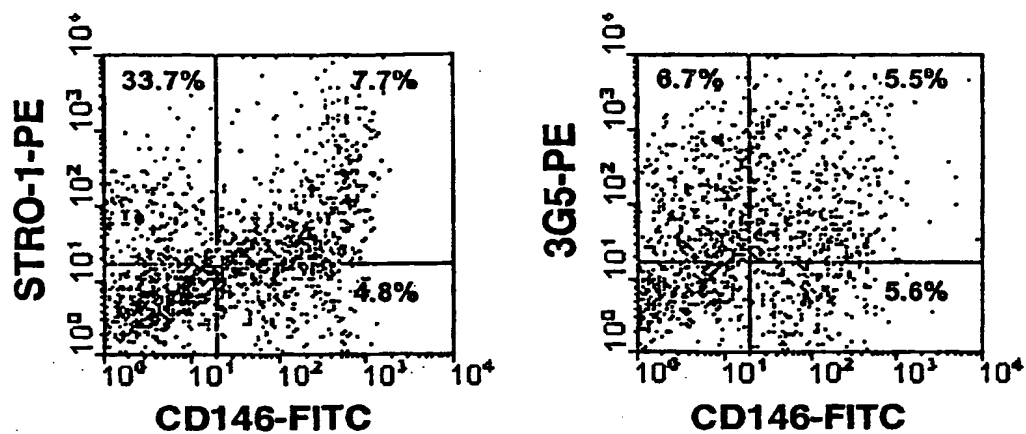 STRO-1-PE
10⁴
10³
10²
10¹
10⁰
33.7%
7.7%
4.8%
10⁰ 10¹ 10² 10³ 10⁴
CD146-FITC
3G5-PE
10⁴
10³
10²
10¹
10⁰
6.7%
5.5%
5.6%
10⁰ 10¹ 10² 10³ 10⁴
CD146-FITC